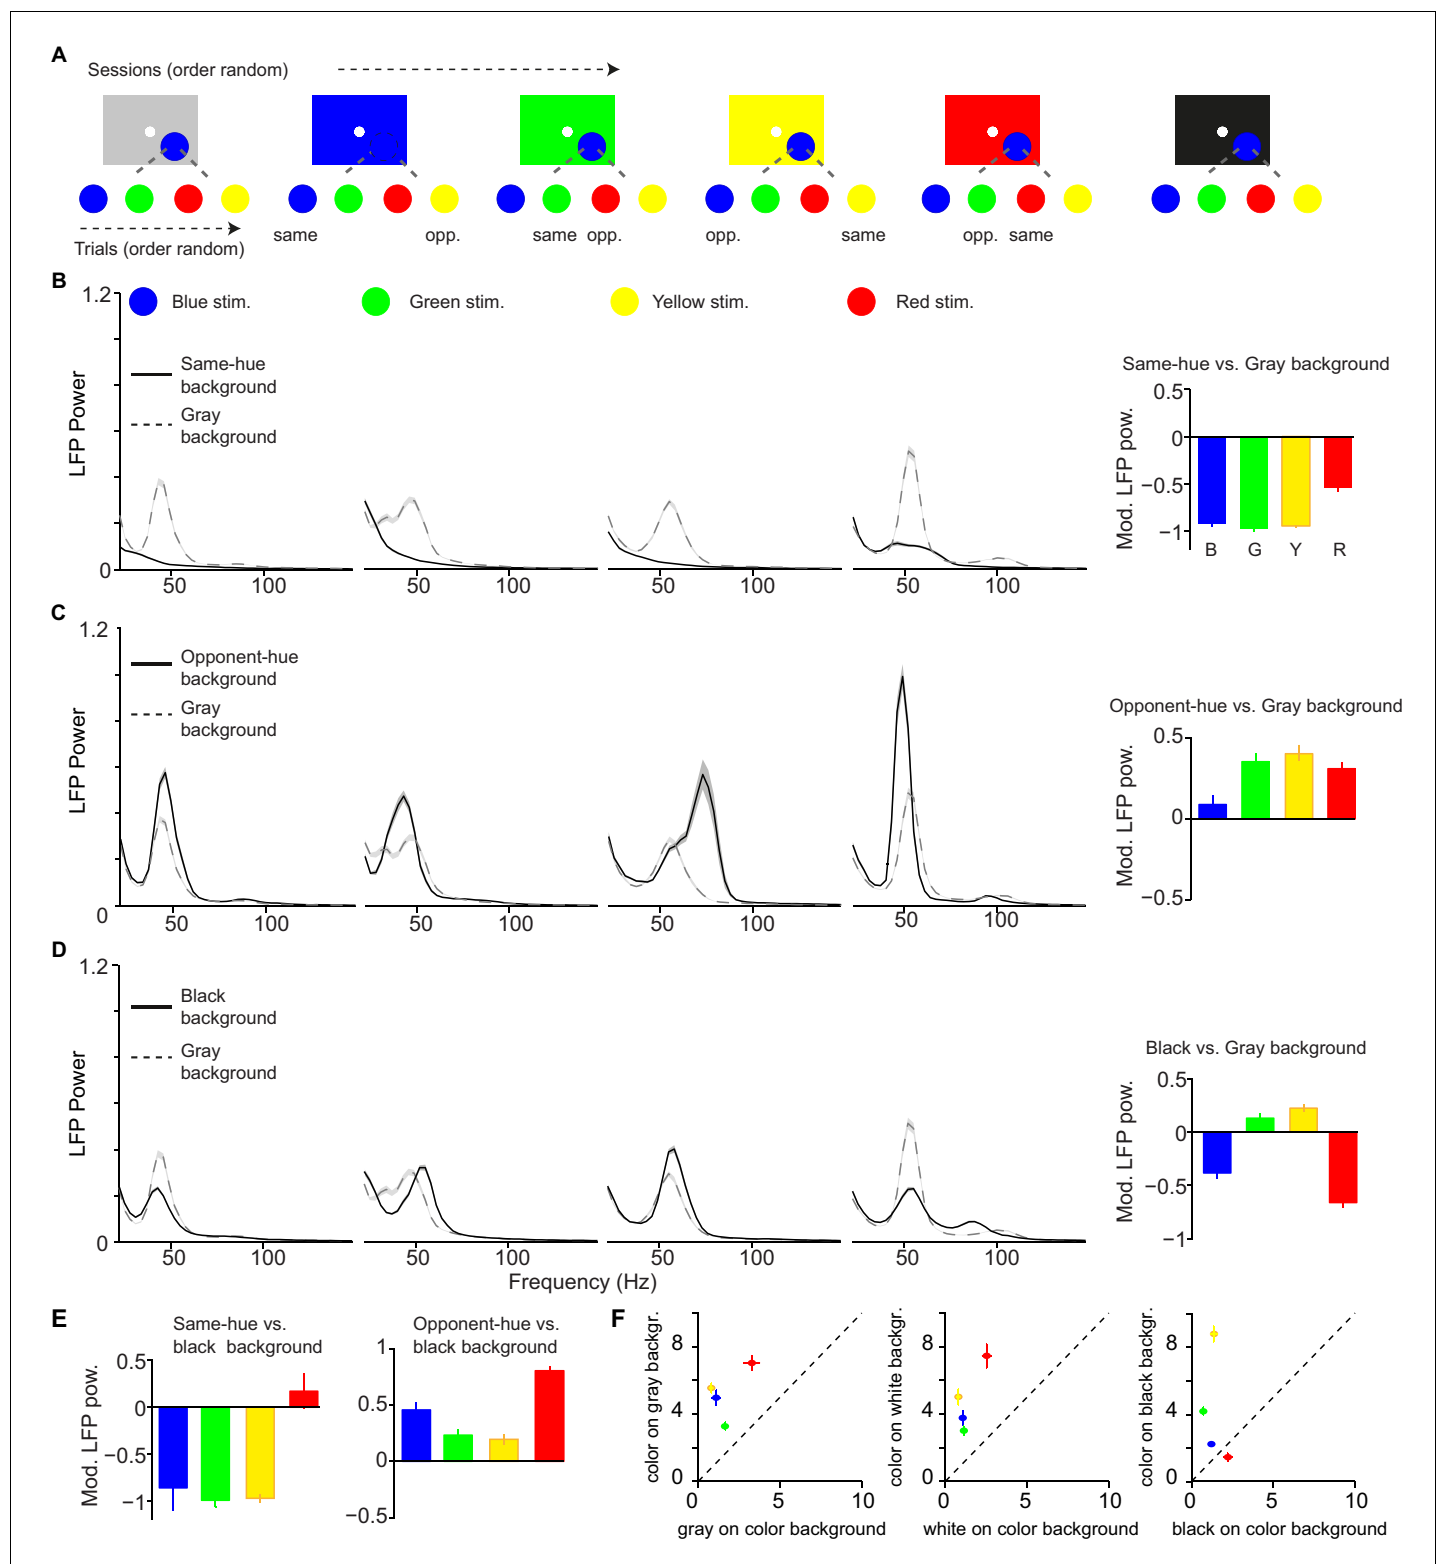 A
Sessions (order random)
Trials (order random)
same opp.
same opp.
opp. same
opp. same
B
Blue stim. Green stim. Yellow stim. Red stim.
1.2
LFP Power
0
Same-hue
background
Gray
background
50 100 50 100 50 100 50 100
Same-hue vs. Gray background
Mod. LFP pow.
0.5
0
−0.5
−1
B G Y R
C
1.2
LFP Power
0
Opponent-hue
background
Gray
background
50 100 50 100 50 100 50 100
Opponent-hue vs. Gray background
Mod. LFP pow.
0.5
0
−0.5
D
1.2
LFP Power
0
Black
background
Gray
background
50 100 50 100 50 100 50 100
Frequency (Hz)
Black vs. Gray background
Mod. LFP pow.
0.5
0
−0.5
−1
E
Same-hue vs.
black background
Mod. LFP pow.
0.5
0
−0.5
−1
Opponent-hue vs.
black background
1
0.5
0
−0.5
F
color on gray backgr.
8
4
0
0 5 10
gray on color background
color on white backgr.
8
4
0
0 5 10
white on color background
color on black backgr.
8
4
0
0 5 10
black on color background